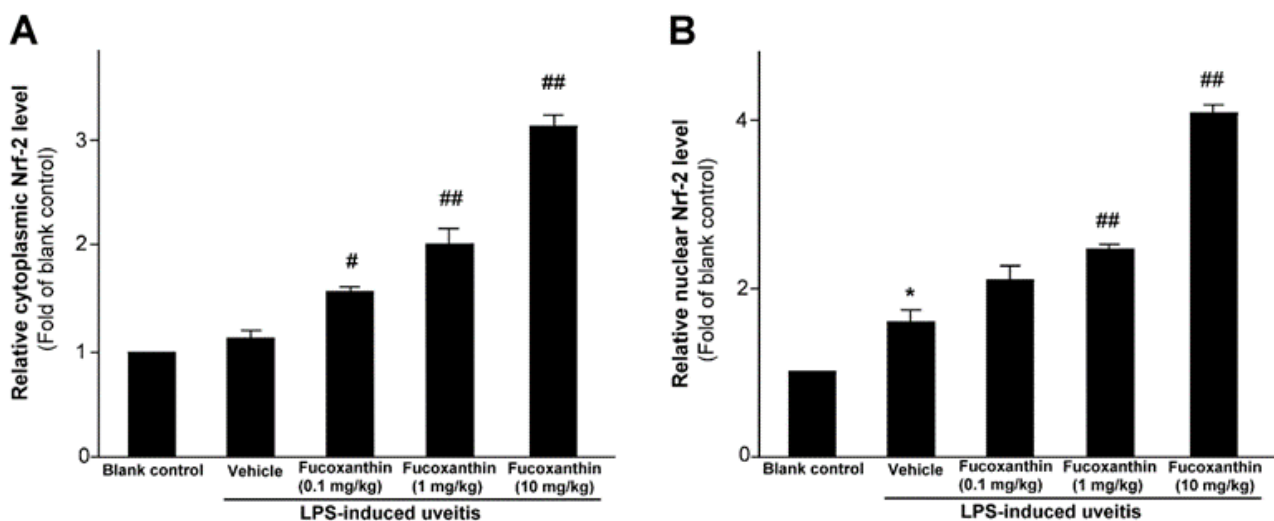 A
Relative cytoplasmic Nrf-2 level
(Fold of blank control)
3
2
1
0
#
##
##
Blank control
Vehicle
Fucoxanthin
(0.1 mg/kg)
Fucoxanthin
(1 mg/kg)
Fucoxanthin
(10 mg/kg)
LPS-induced uveitis
B
Relative nuclear Nrf-2 level
(Fold of blank control)
4
2
0
*
##
##
Blank control
Vehicle
Fucoxanthin
(0.1 mg/kg)
Fucoxanthin
(1 mg/kg)
Fucoxanthin
(10 mg/kg)
LPS-induced uveitis